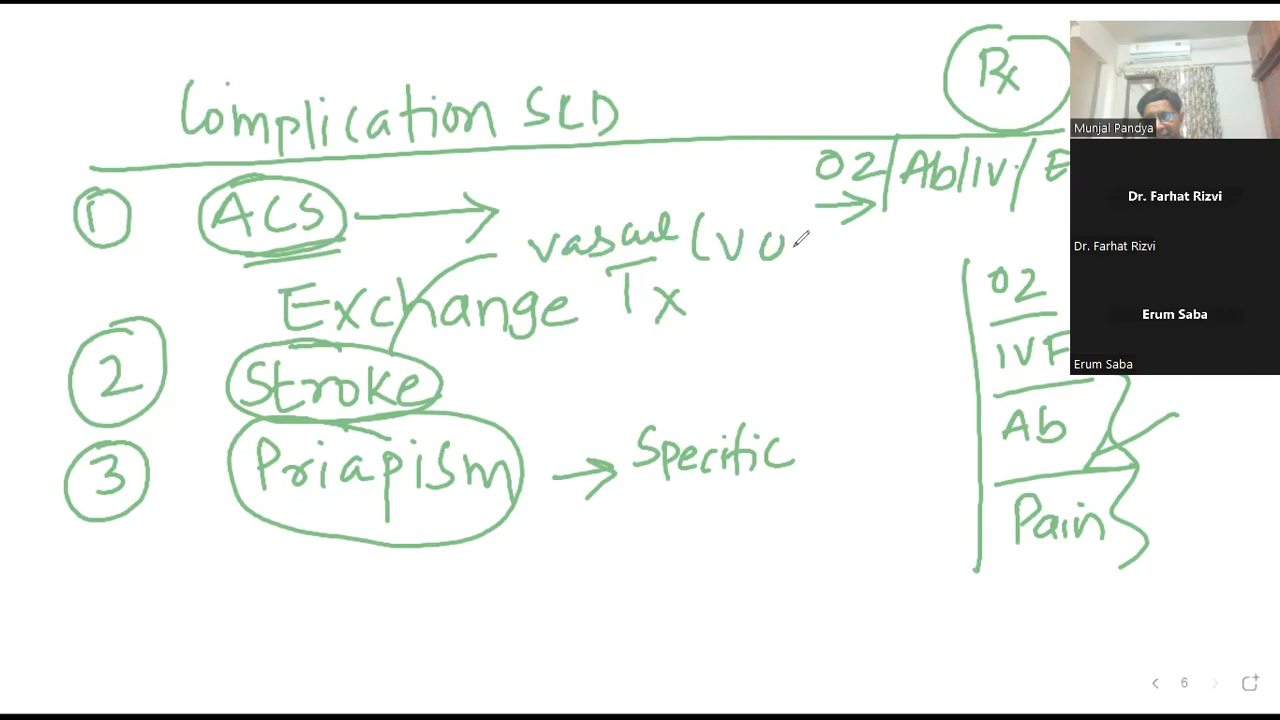 Rx
Complication SCD
O2/Ab/IV/E
① ACS →
vascul (VO
Exchange Tx
② Stroke
③ Priapism → Specific
O2
IVF
Ab
Pain
Munjal Pandya
Dr. Farhat Rizvi
Dr. Farhat Rizvi
Erum Saba
Erum Saba
6